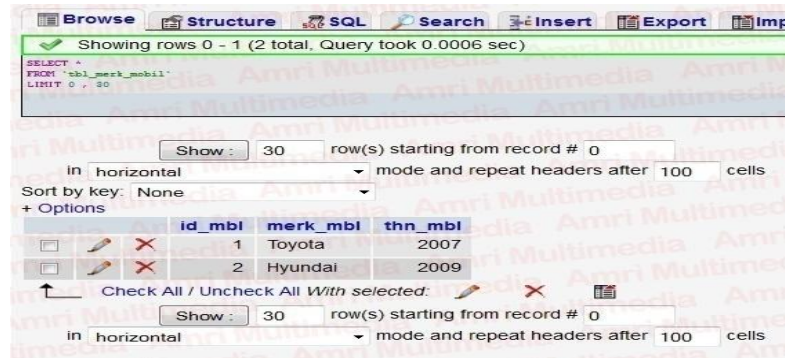 Browse Structure SQL Search Insert Export Imp
Showing rows 0 - 1 (2 total, Query took 0.0006 sec)
SELECT *
FROM `tbl_merk_mobil`
LIMIT 0 , 30
Show : 30 row(s) starting from record # 0
in horizontal mode and repeat headers after 100 cells
Sort by key: None
+ Options
id_mbl merk_mbl thn_mbl
1 Toyota 2007
2 Hyundai 2009
Check All / Uncheck All With selected:
Show : 30 row(s) starting from record # 0
in horizontal mode and repeat headers after 100 cells
Amri Multimedia